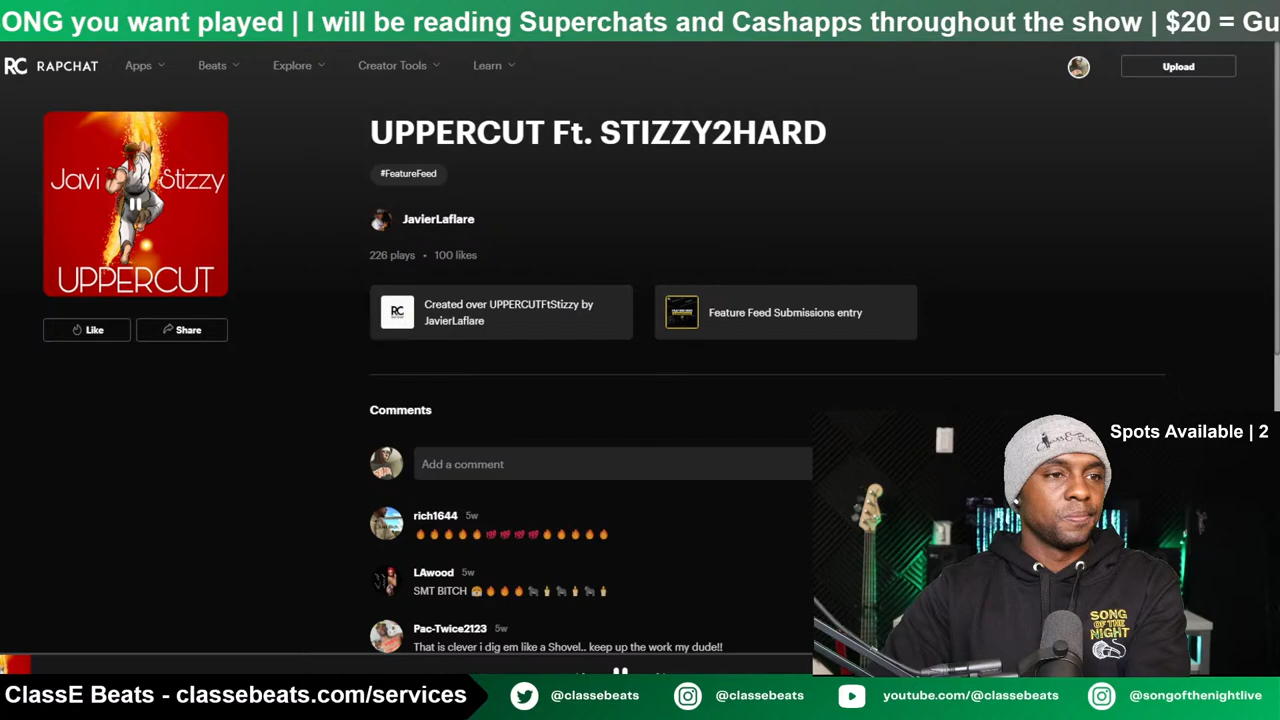 ONG you want played | I will be reading Superchats and Cashapps throughout the show | $20 = Gu
RC RAPCHAT
Apps
Beats
Explore
Creator Tools
Learn
Upload
Javi Stizzy
UPPERCUT
Like
Share
UPPERCUT Ft. STIZZY2HARD
#FeatureFeed
JavierLaflare
226 plays • 100 likes
RC
Created over UPPERCUTFtStizzy by
JavierLaflare
Feature Feed Submissions entry
Comments
Add a comment
rich1644 5w
LAwood 5w
SMT BITCH
Pac-Twice2123 5w
That is clever i dig em like a Shovel.. keep up the work my dude!!
Spots Available | 2
ClassE Beats
SONG
OF THE
NIGHT
ClassE Beats - classebeats.com/services
@classebeats
@classebeats
youtube.com/@classebeats
@songofthenightlive